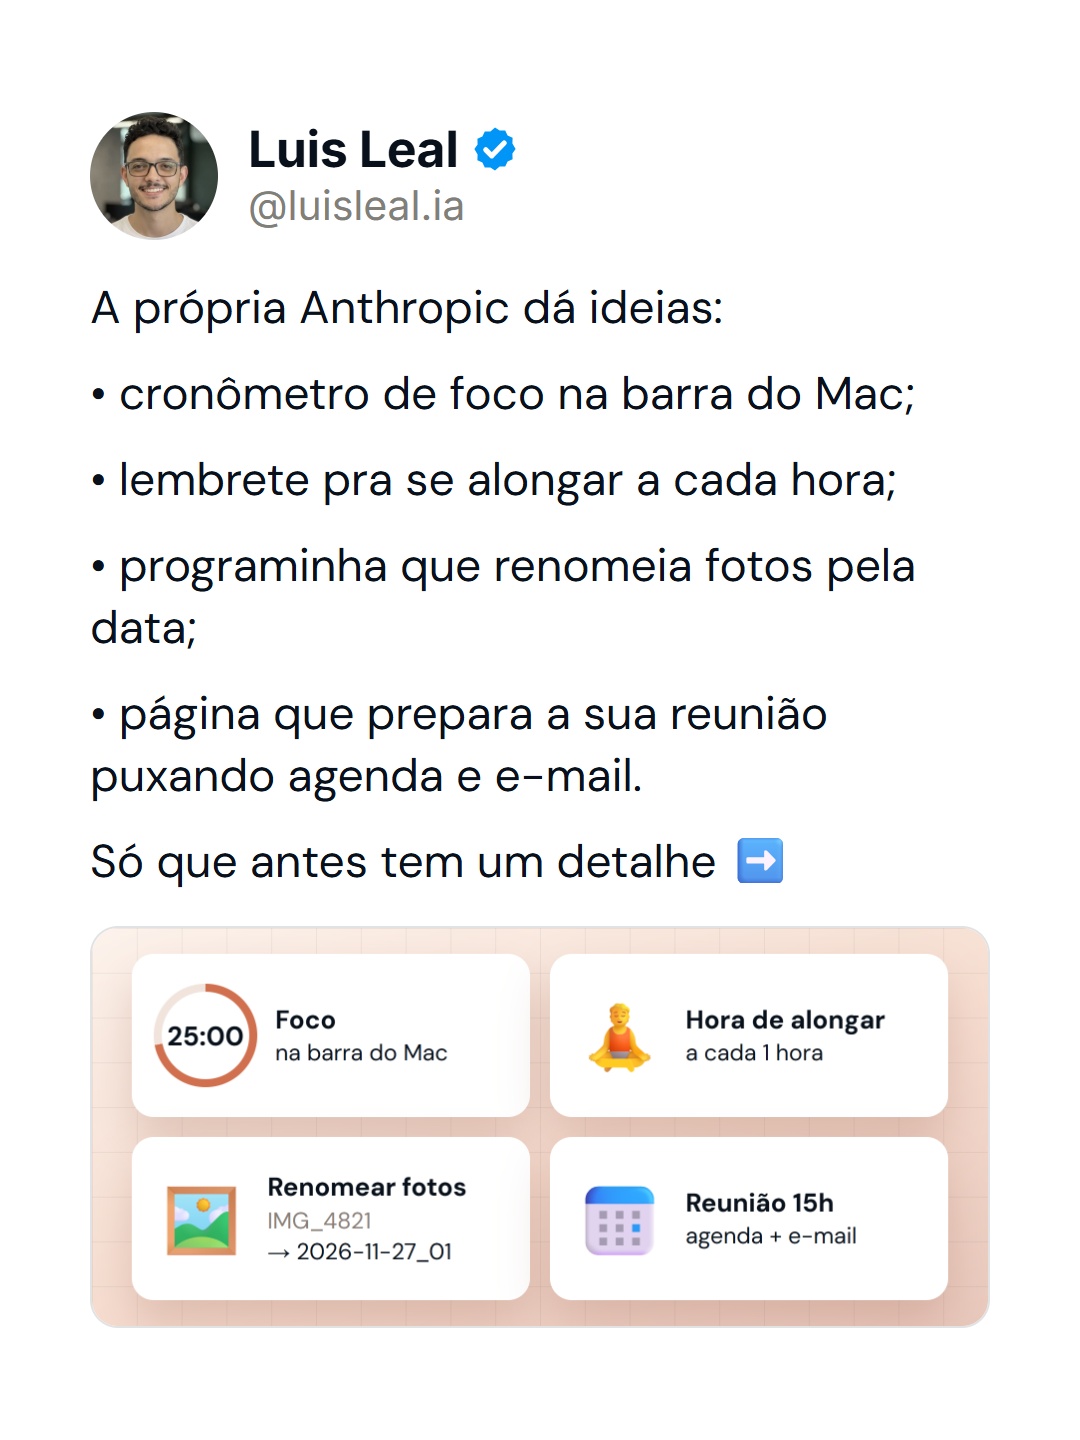 Luis Leal
@luisleal.ia
A própria Anthropic dá ideias:
• cronômetro de foco na barra do Mac;
• lembrete pra se alongar a cada hora;
• programinha que renomeia fotos pela
data;
• página que prepara a sua reunião
puxando agenda e e-mail.
Só que antes tem um detalhe ➡️
25:00
Foco
na barra do Mac
Hora de alongar
a cada 1 hora
Renomear fotos
IMG_4821
→ 2026-11-27_01
Reunião 15h
agenda + e-mail